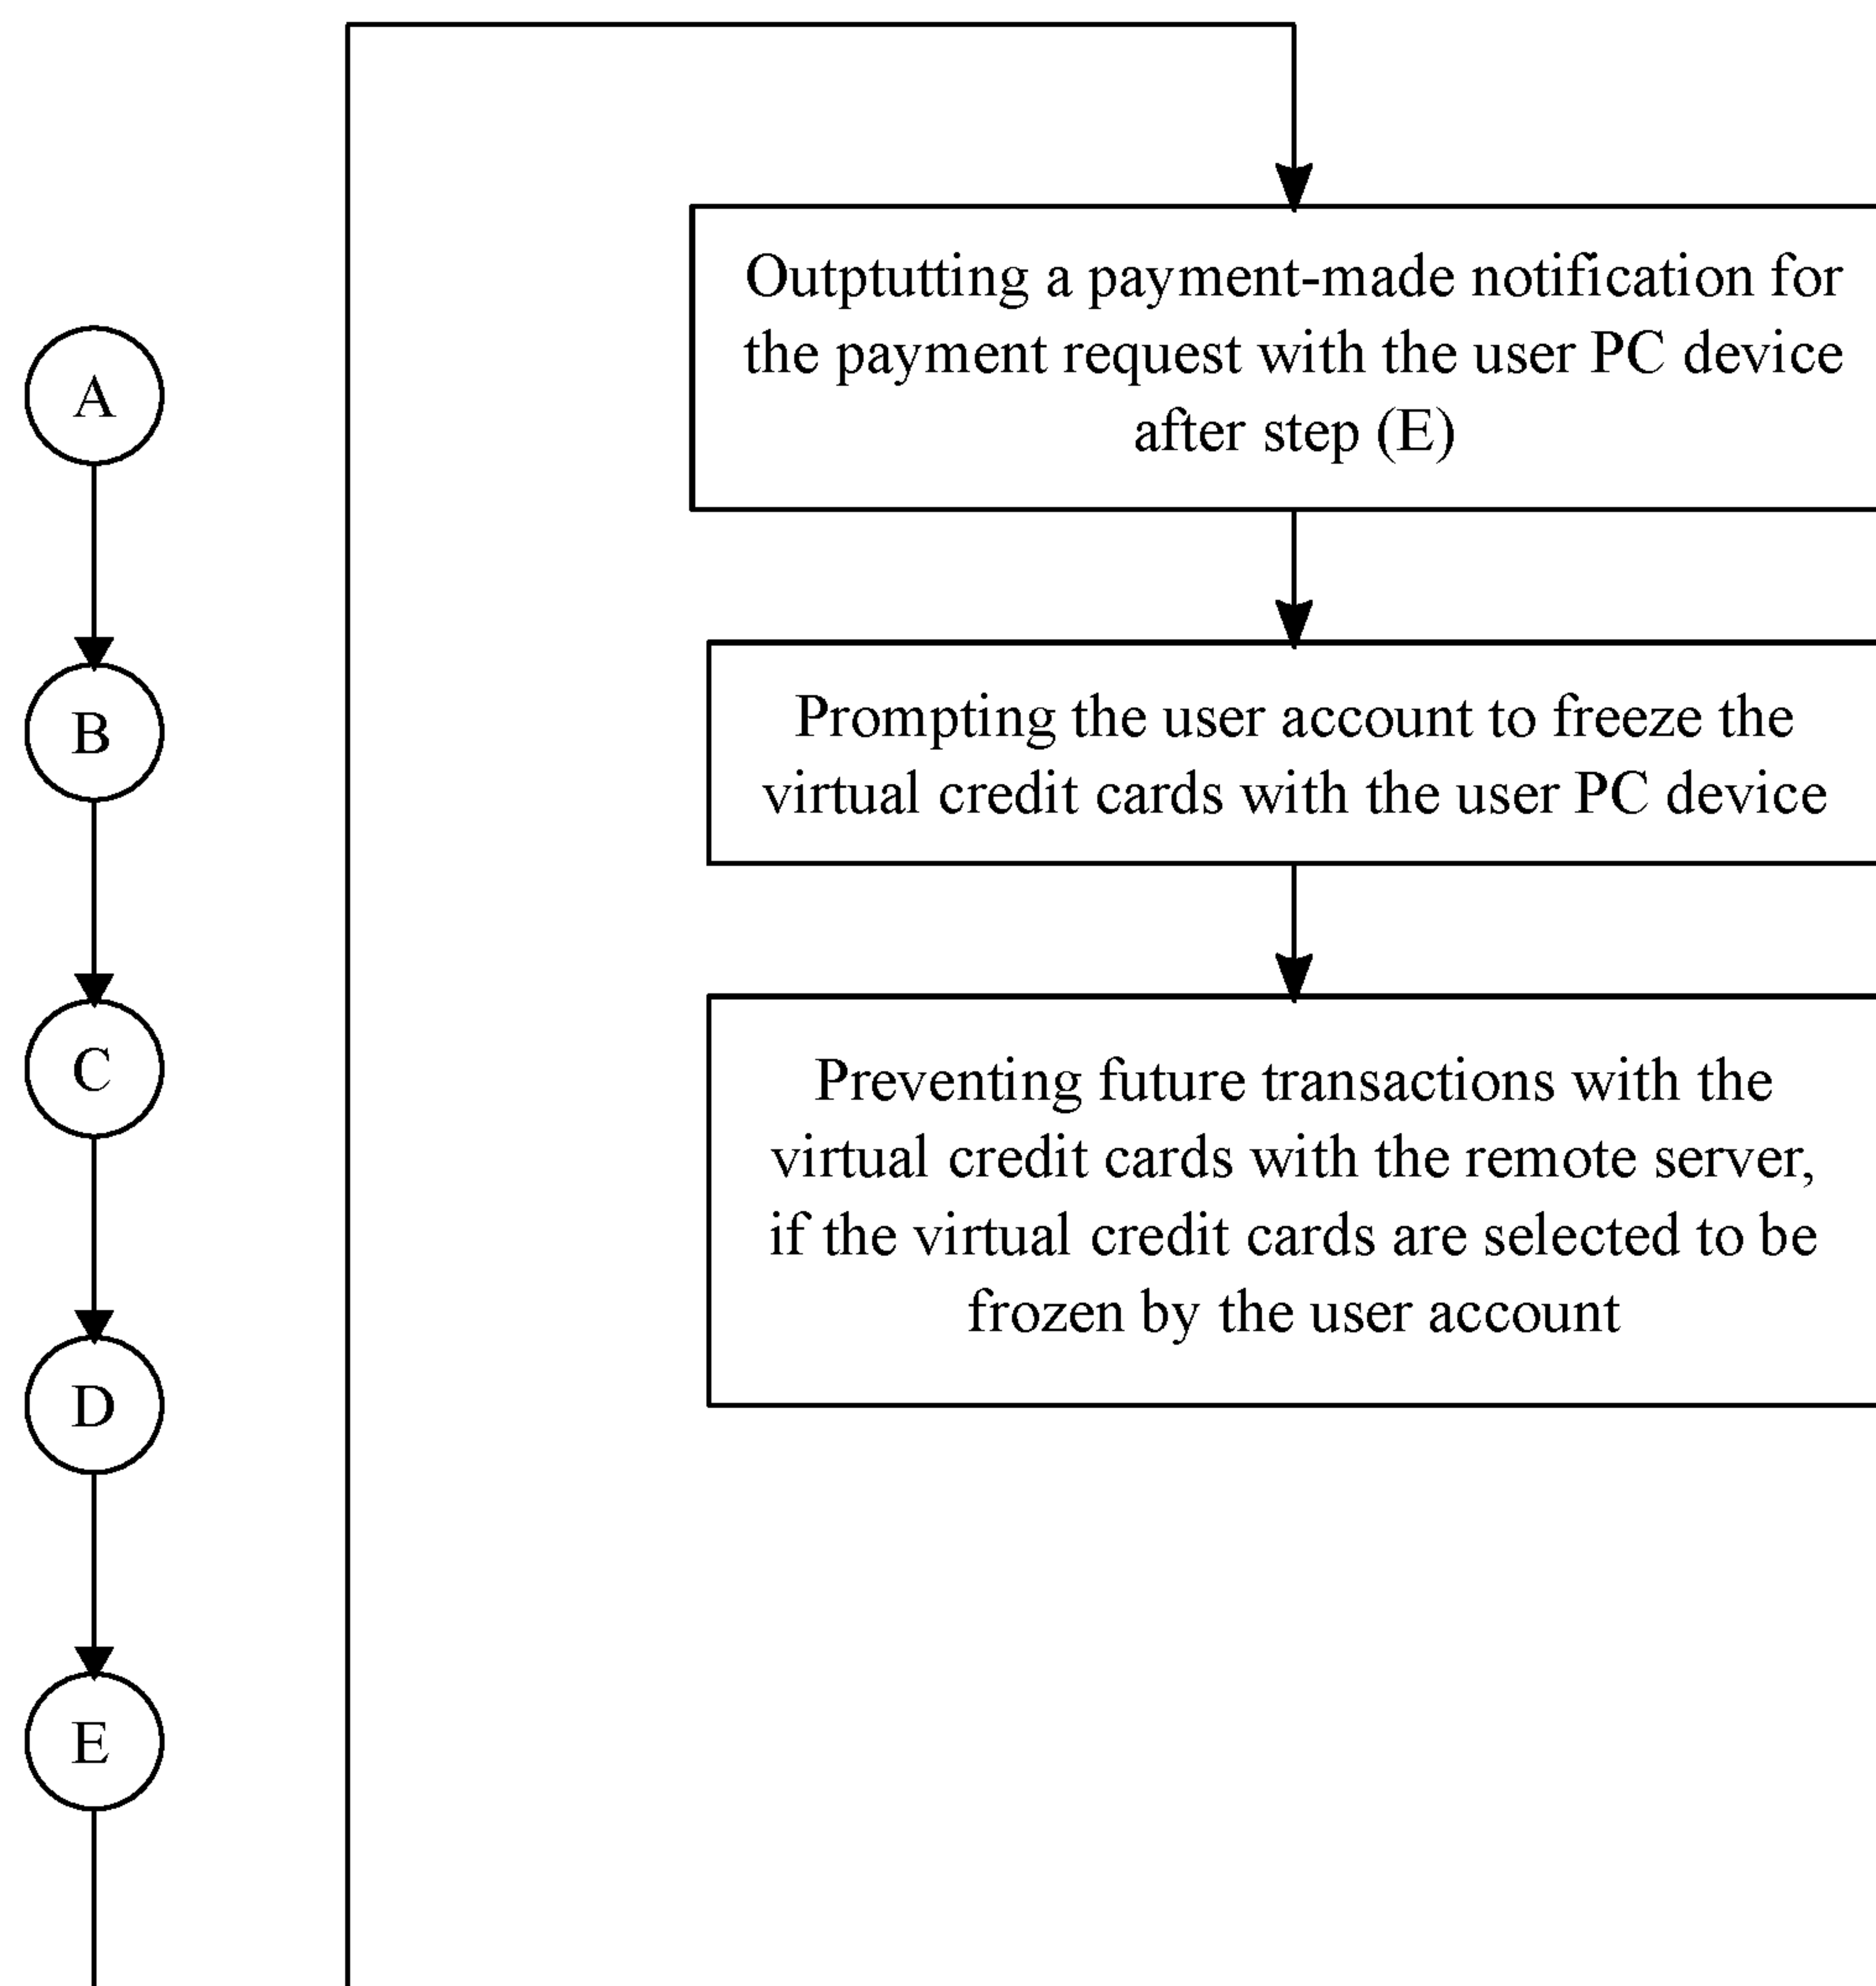 A
B
C
D
E
Outptutting a payment-made notification for
the payment request with the user PC device
after step (E)
Prompting the user account to freeze the
virtual credit cards with the user PC device
Preventing future transactions with the
virtual credit cards with the remote server,
if the virtual credit cards are selected to be
frozen by the user account